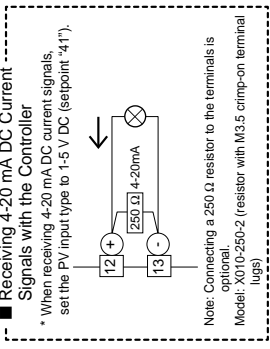 ■ Receiving 4-20 mA DC Current
Signals with the Controller
* When receiving 4-20 mA DC current signals,
set the PV input type to 1-5 V DC (setpoint “41”).
12
+
250 Ω
4-20mA
13
-
Note: Connecting a 250 Ω resistor to the terminals is
optional.
Model: X010-250-2 (resistor with M3.5 crimp-on terminal
lugs)